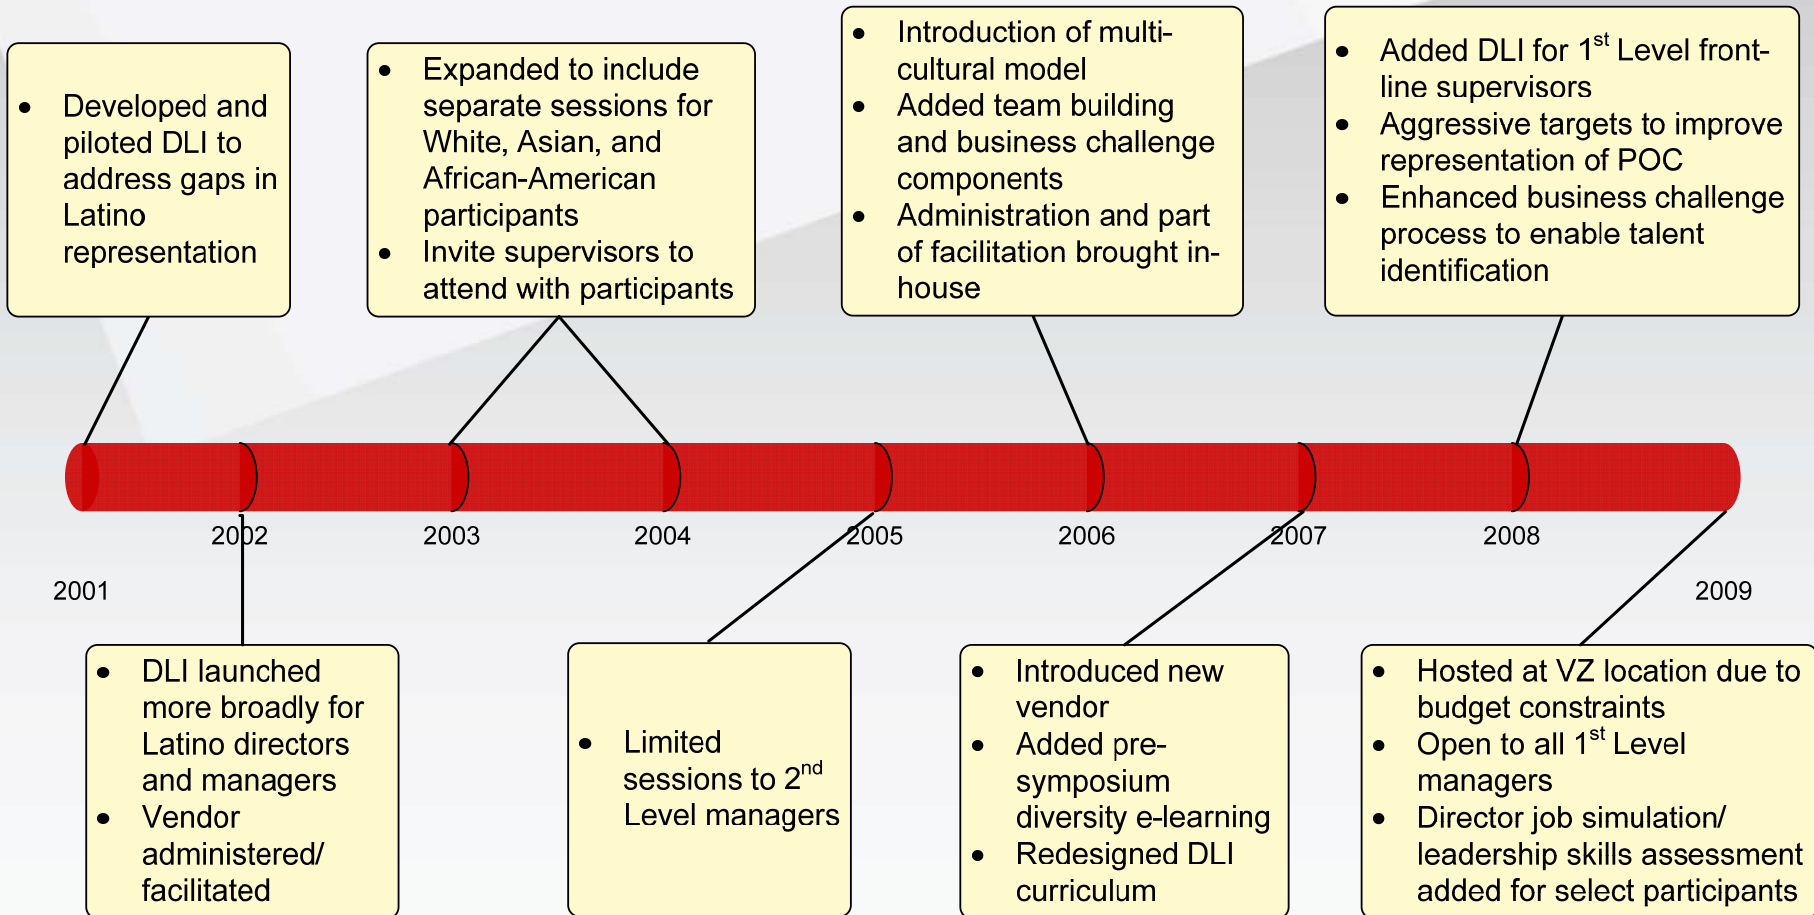 • Developed and
piloted DLI to
address gaps in
Latino
representation
• Expanded to include
separate sessions for
White, Asian, and
African-American
participants
• Invite supervisors to
attend with participants
• Introduction of multi-
cultural model
• Added team building
and business challenge
components
• Administration and part
of facilitation brought in-
house
• Added DLI for 1st Level front-
line supervisors
• Aggressive targets to improve
representation of POC
• Enhanced business challenge
process to enable talent
identification
2001
2002
2003
2004
2005
2006
2007
2008
2009
• DLI launched
more broadly for
Latino directors
and managers
• Vendor
administered/
facilitated
• Limited
sessions to 2nd
Level managers
• Introduced new
vendor
• Added pre-
symposium
diversity e-learning
• Redesigned DLI
curriculum
• Hosted at VZ location due to
budget constraints
• Open to all 1st Level
managers
• Director job simulation/
leadership skills assessment
added for select participants